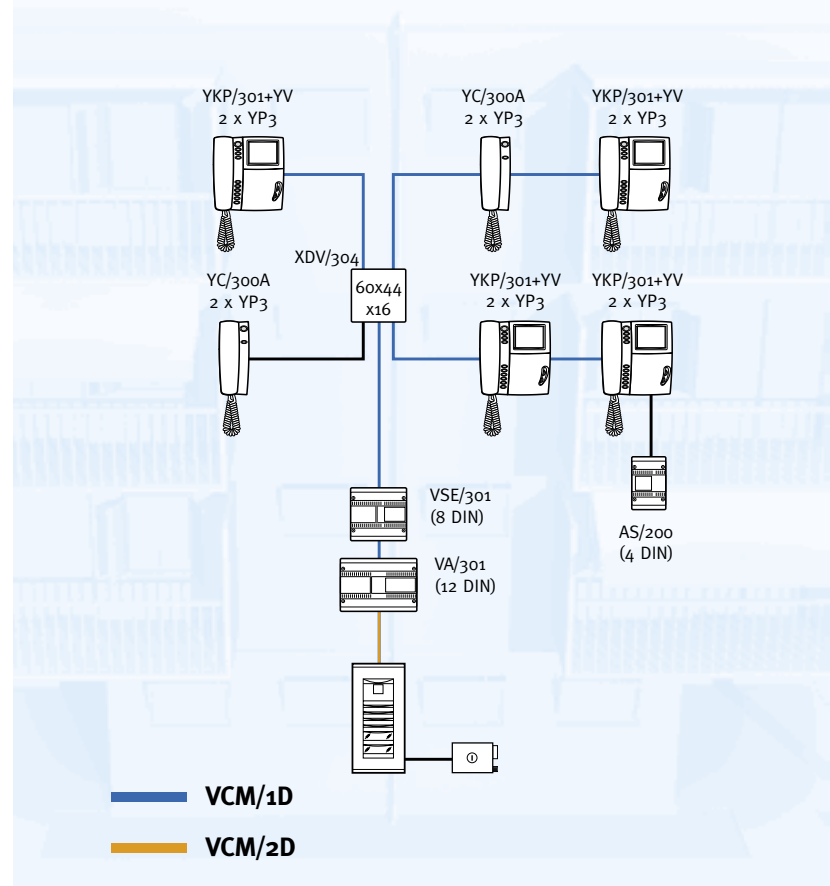 YKP/301+YV
2 x YP3
YC/300A
2 x YP3
YKP/301+YV
2 x YP3
XDV/304
60x44
x16
YC/300A
2 x YP3
YKP/301+YV
2 x YP3
YKP/301+YV
2 x YP3
VSE/301
(8 DIN)
AS/200
(4 DIN)
VA/301
(12 DIN)
VCM/1D
VCM/2D